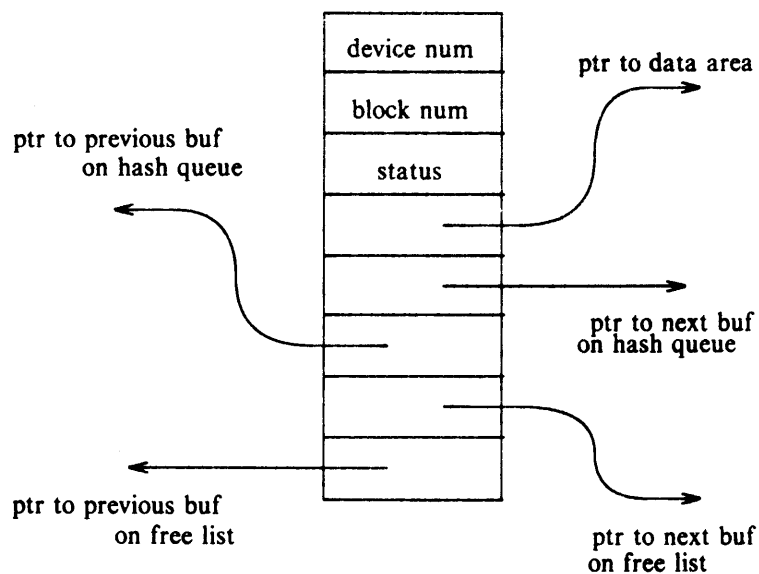 device num
block num
status
ptr to data area
ptr to previous buf
on hash queue
ptr to next buf
on hash queue
ptr to previous buf
on free list
ptr to next buf
on free list